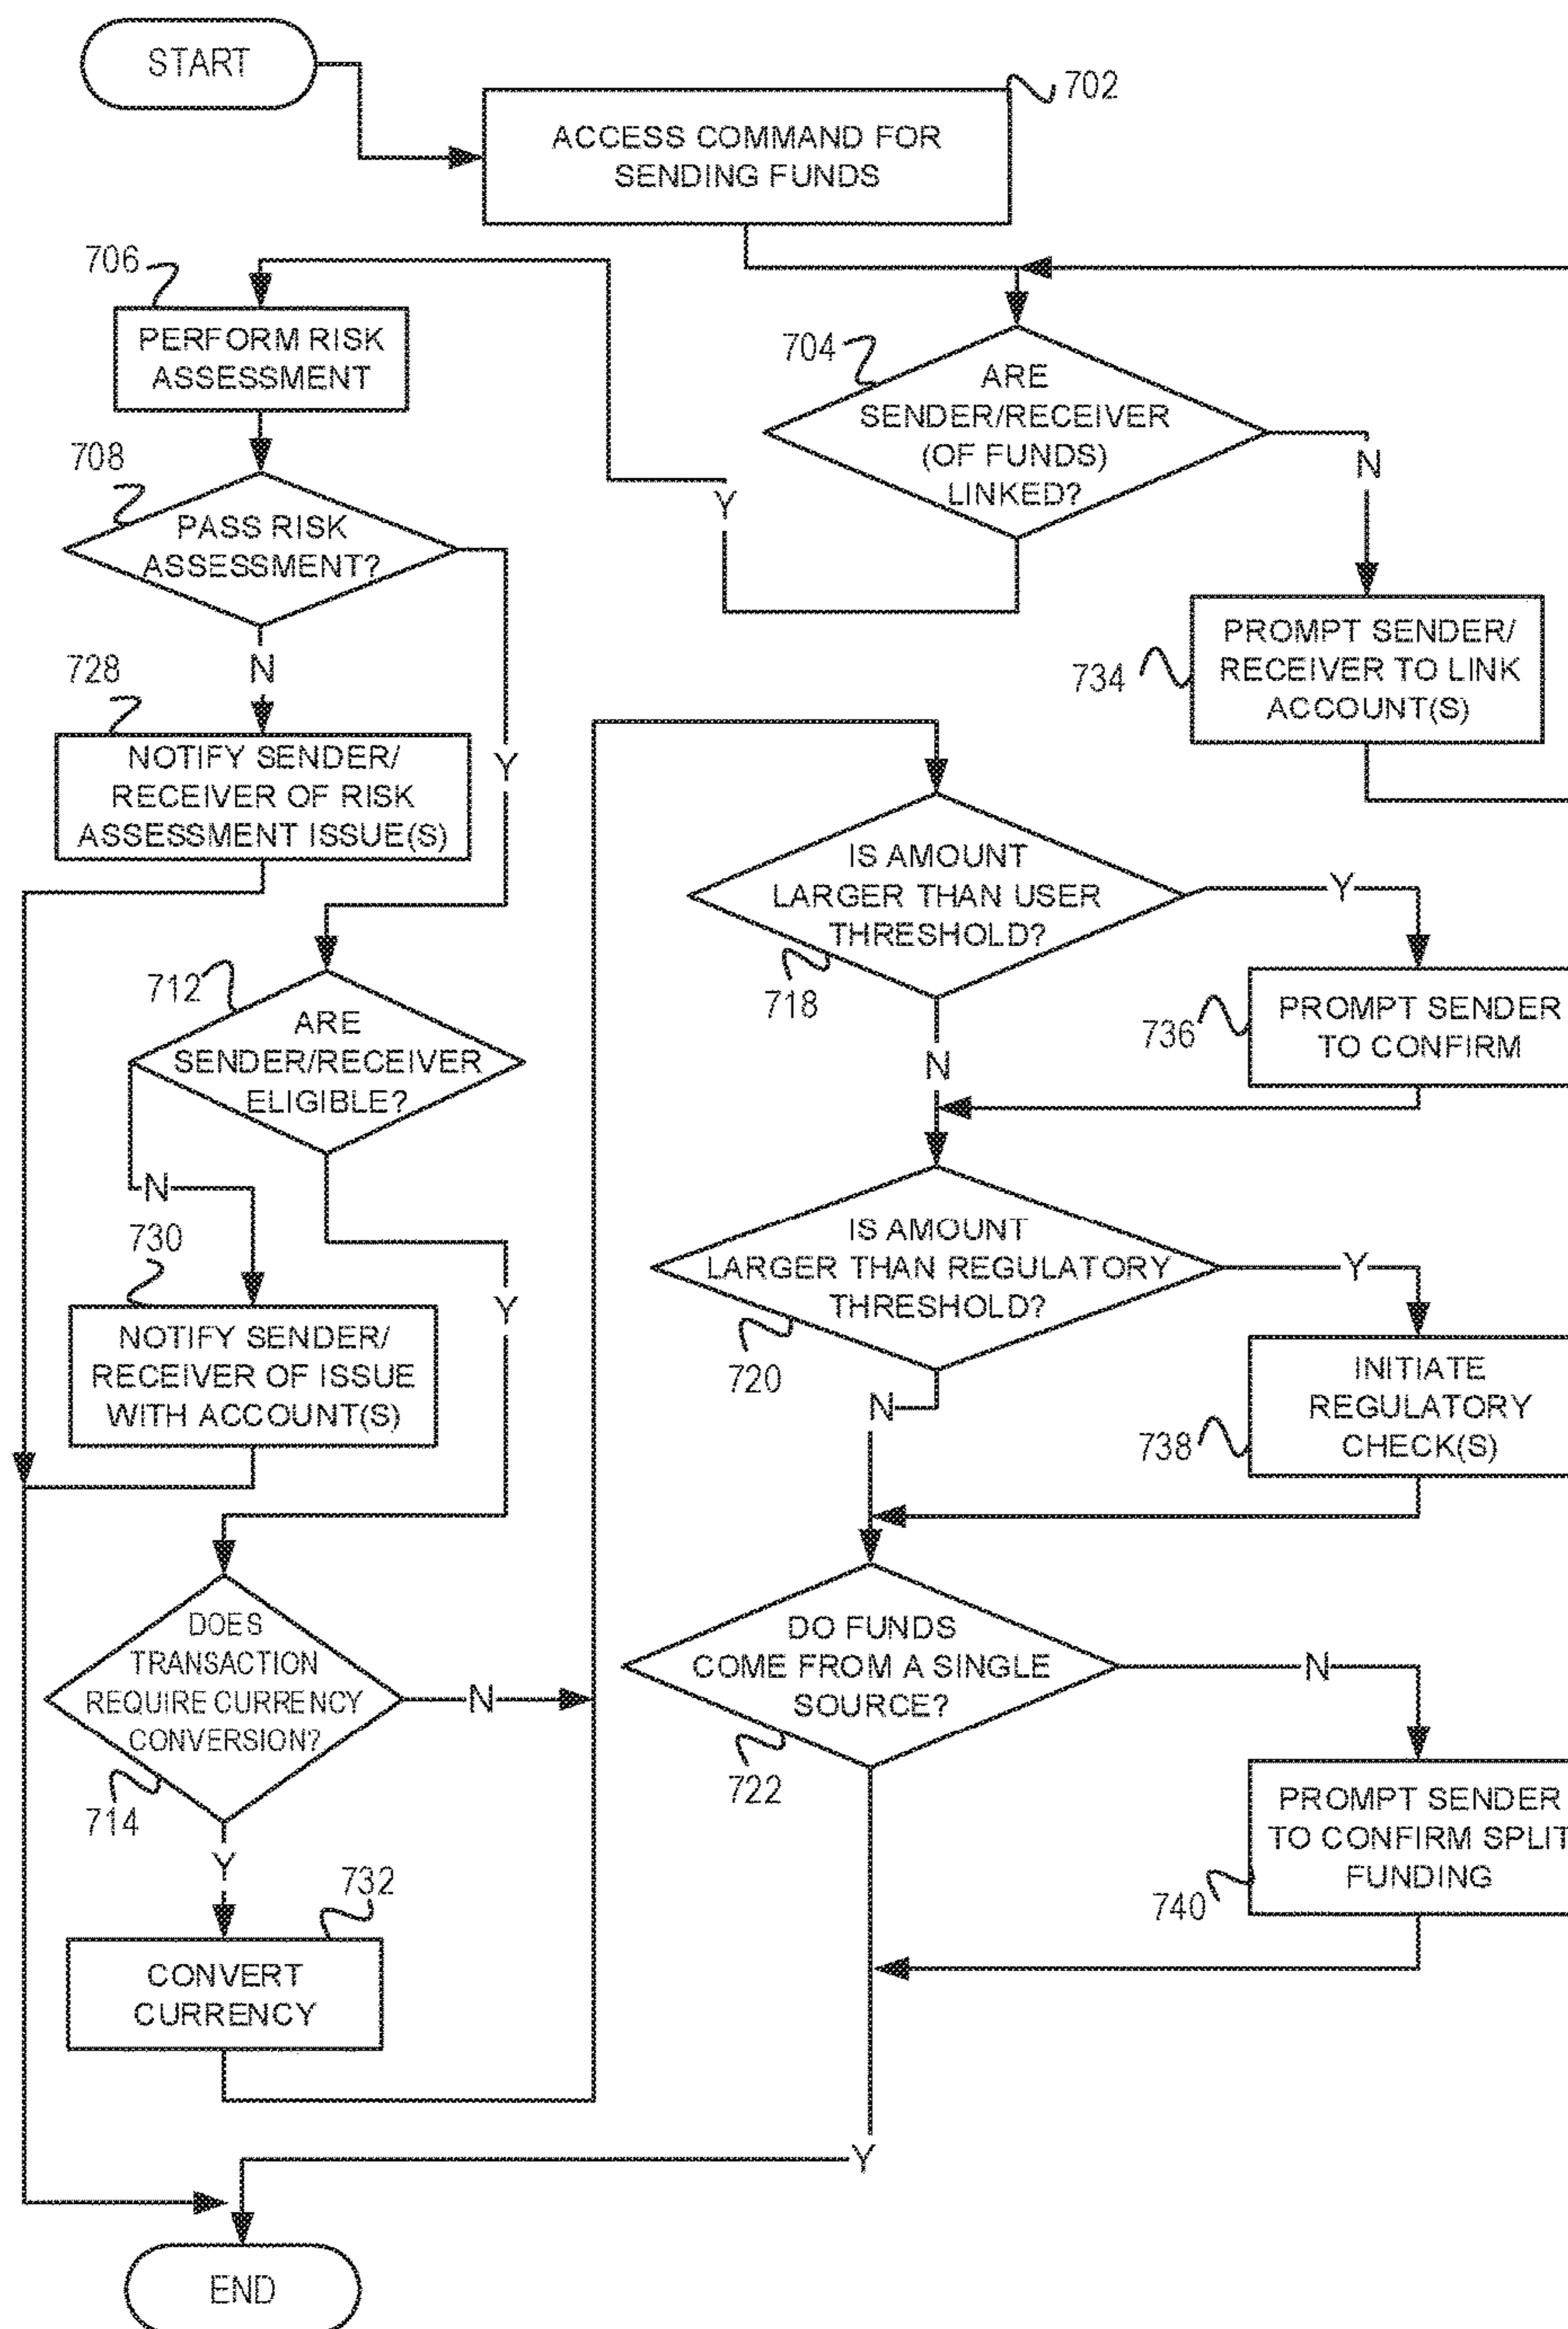 START
702
ACCESS COMMAND FOR
SENDING FUNDS
706
PERFORM RISK
ASSESSMENT
704
ARE
SENDER/RECEIVER
(OF FUNDS)
LINKED?
N
Y
708
PASS RISK
ASSESSMENT?
N
Y
734
PROMPT SENDER/
RECEIVER TO LINK
ACCOUNT(S)
728
NOTIFY SENDER/
RECEIVER OF RISK
ASSESSMENT ISSUE(S)
712
ARE
SENDER/RECEIVER
ELIGIBLE?
N
Y
730
NOTIFY SENDER/
RECEIVER OF ISSUE
WITH ACCOUNT(S)
DOES
TRANSACTION
REQUIRE CURRENCY
CONVERSION?
N
714
Y
732
CONVERT
CURRENCY
IS AMOUNT
LARGER THAN USER
THRESHOLD?
Y
718
N
736
PROMPT SENDER
TO CONFIRM
IS AMOUNT
LARGER THAN REGULATORY
THRESHOLD?
Y
720
N
738
INITIATE
REGULATORY
CHECK(S)
DO FUNDS
COME FROM A SINGLE
SOURCE?
N
722
740
PROMPT SENDER
TO CONFIRM SPLIT
FUNDING
Y
END